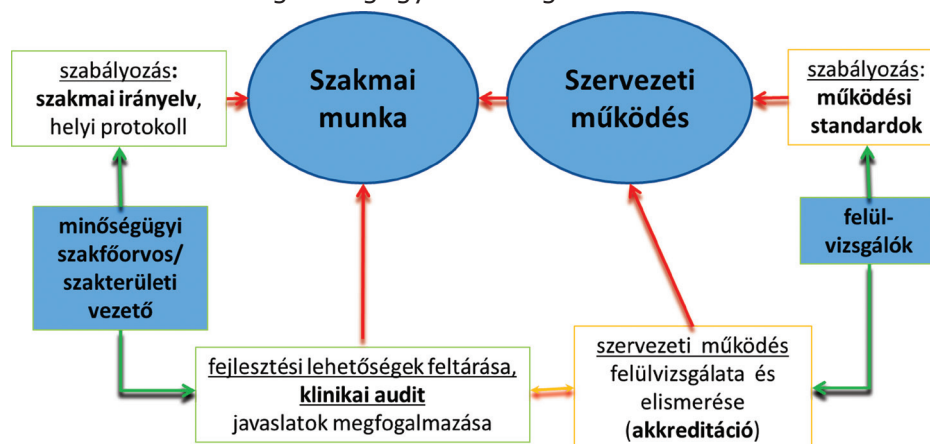 szabályozás:
szakmai irányelv,
helyi protokoll
Szakmai
munka
Szervezeti
működés
szabályozás:
működési
standardok
minőségügyi
szakfőorvos/
szakterületi
vezető
felül-
vizsgálók
fejlesztési lehetőségek feltárása,
klinikai audit
javaslatok megfogalmazása
szervezeti működés
felülvizsgálata és
elismerése
(akkreditáció)